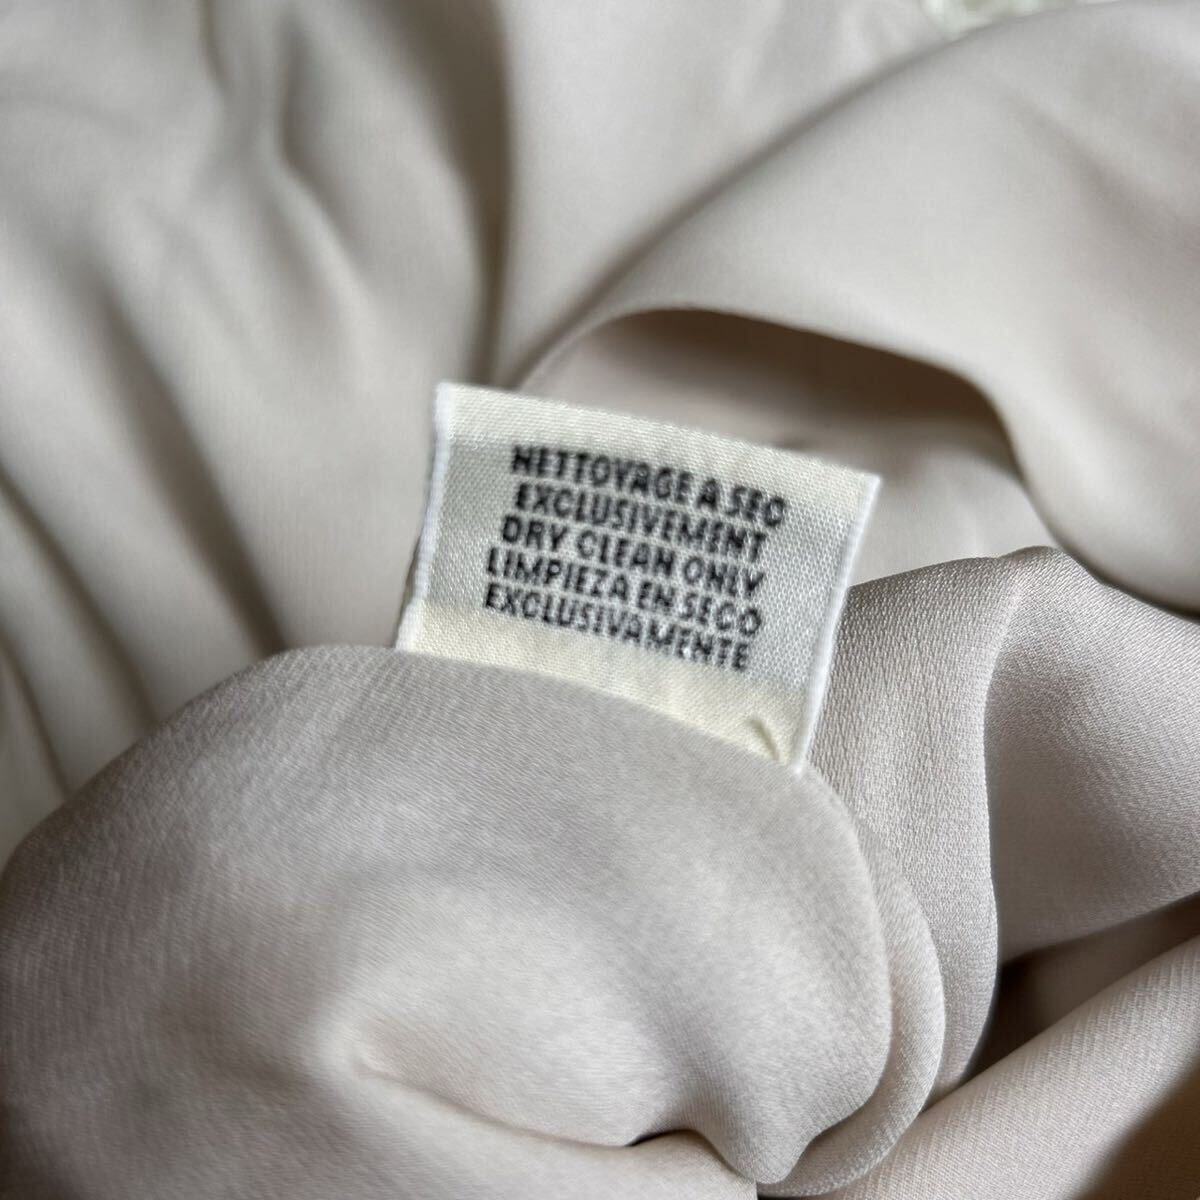 NETTOYAGE A SEC
EXCLUSIVEMENT
DRY CLEAN ONLY
LIMPIEZA EN SECO
EXCLUSIVAMENTE